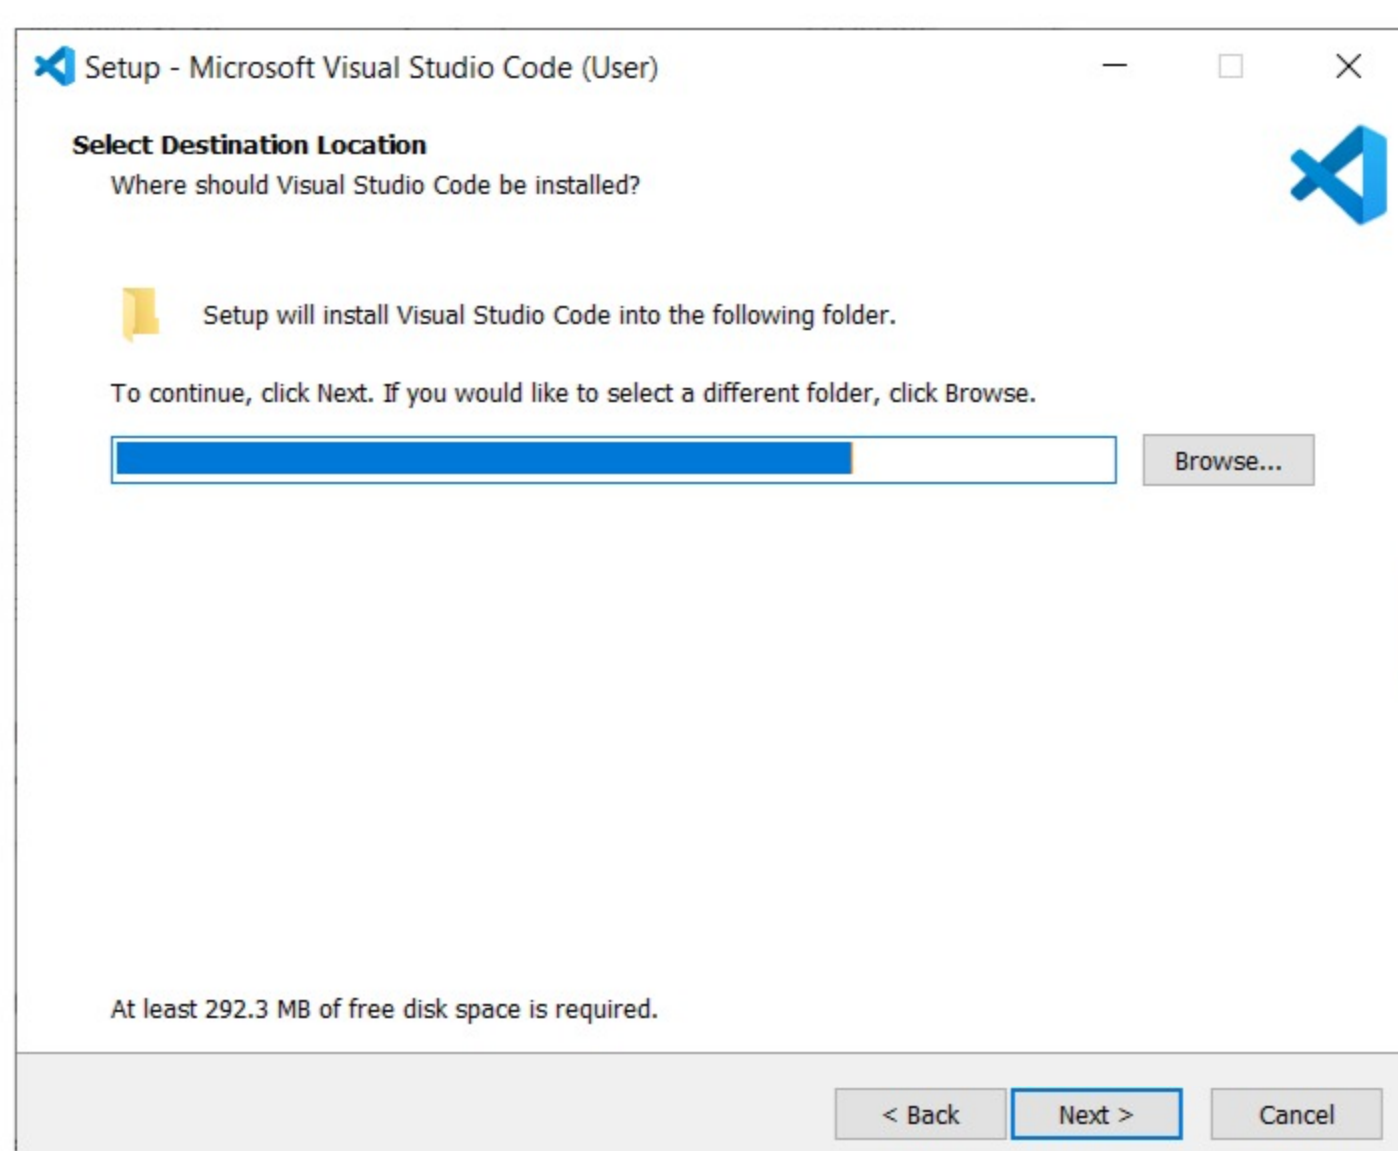 Setup - Microsoft Visual Studio Code (User)
Select Destination Location
Where should Visual Studio Code be installed?
Setup will install Visual Studio Code into the following folder.
To continue, click Next. If you would like to select a different folder, click Browse.
Browse...
At least 292.3 MB of free disk space is required.
< Back Next > Cancel